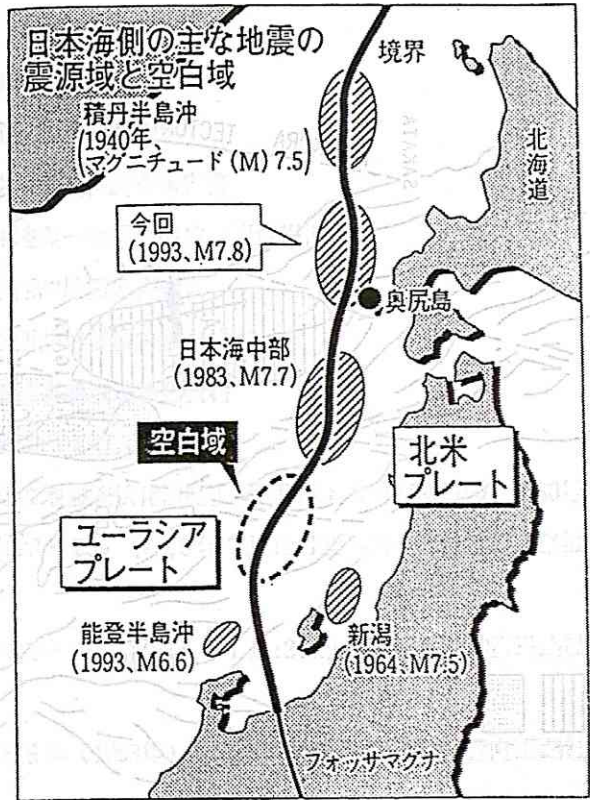 日本海側の主な地震の
震源域と空白域
境界
積丹半島沖
(1940年、
マグニチュード(M)7.5)
北海道
今回
(1993、M7.8)
奥尻島
日本海中部
(1983、M7.7)
空白域
北米
プレート
ユーラシア
プレート
能登半島沖
(1993、M6.6)
新潟
(1964、M7.5)
フォッサマグナ